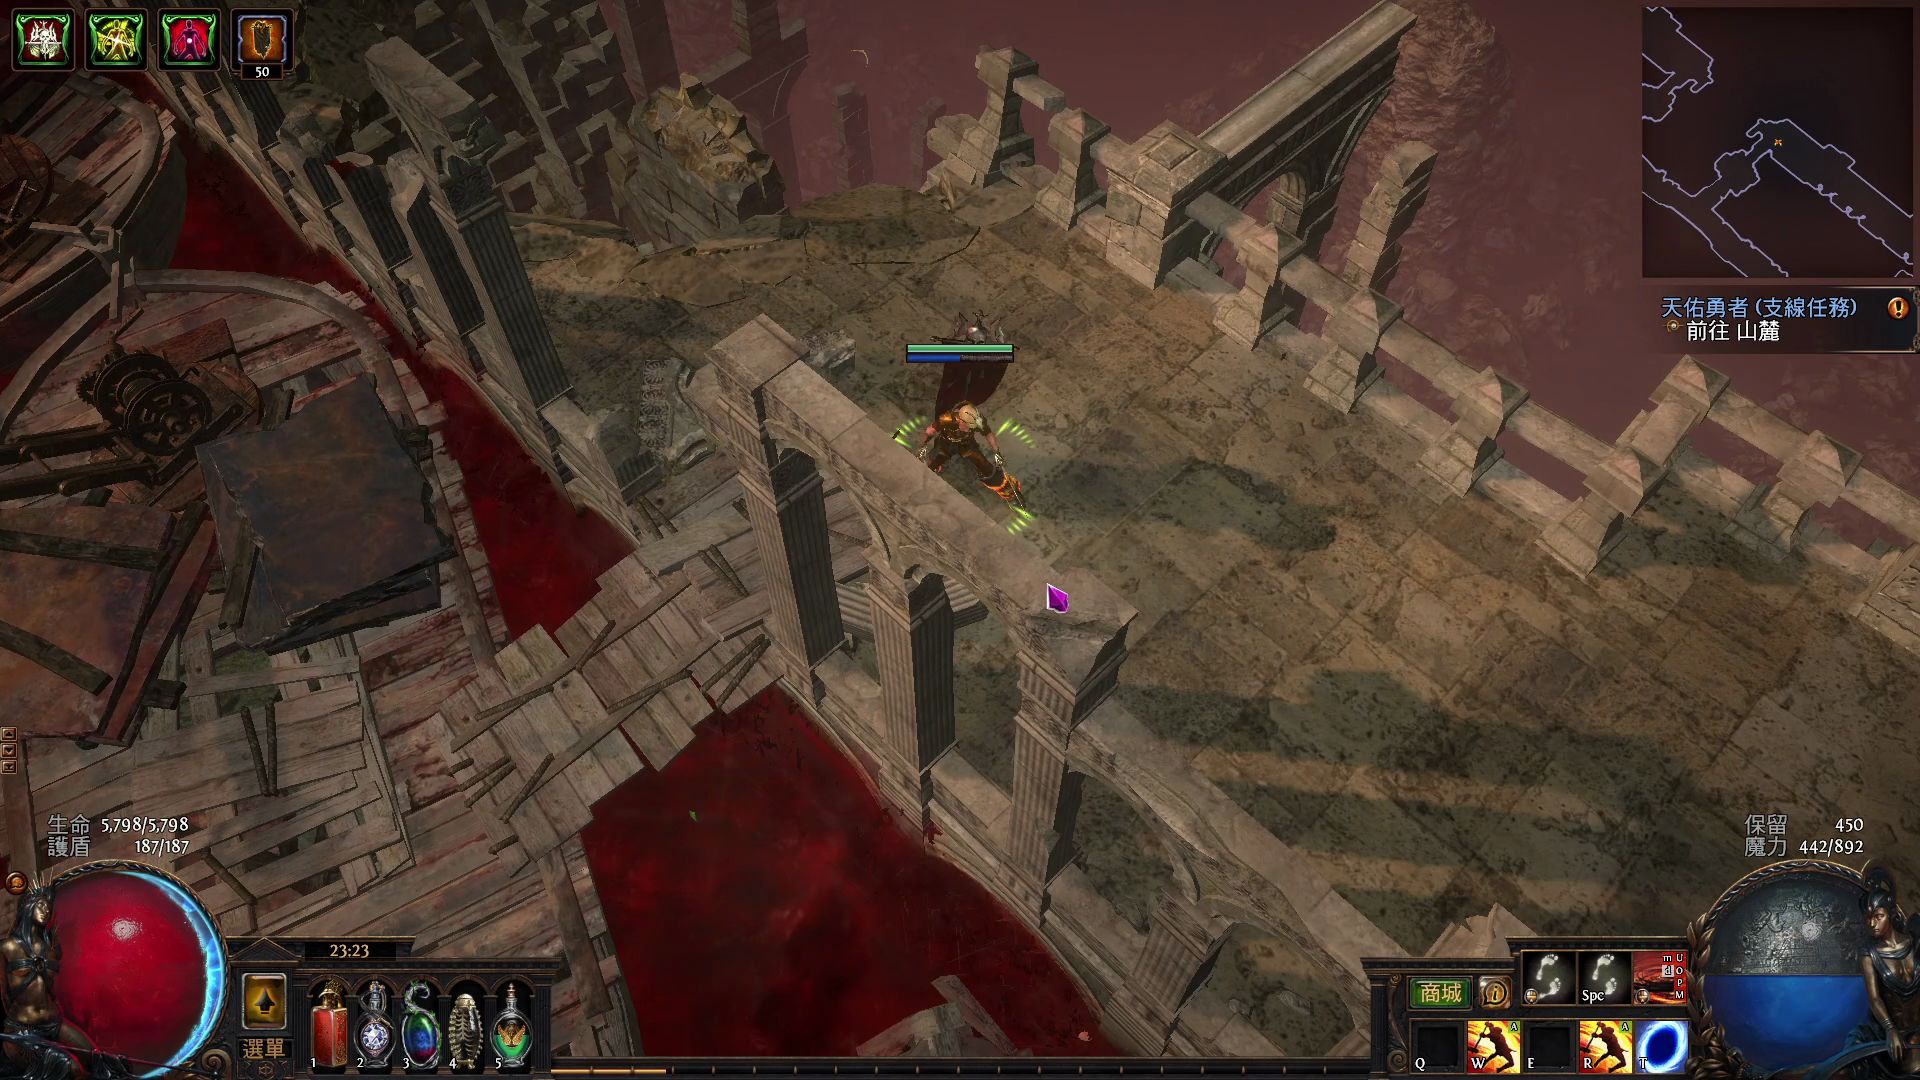 50
天佑勇者 (支線任務)
前往 山麓
生命 5,798/5,798
護盾 187/187
保留 450
魔力 442/892
23:23
選單
1 2 3 4 5
商城
Spc
m U
d O
P
M
A A
Q W E R T